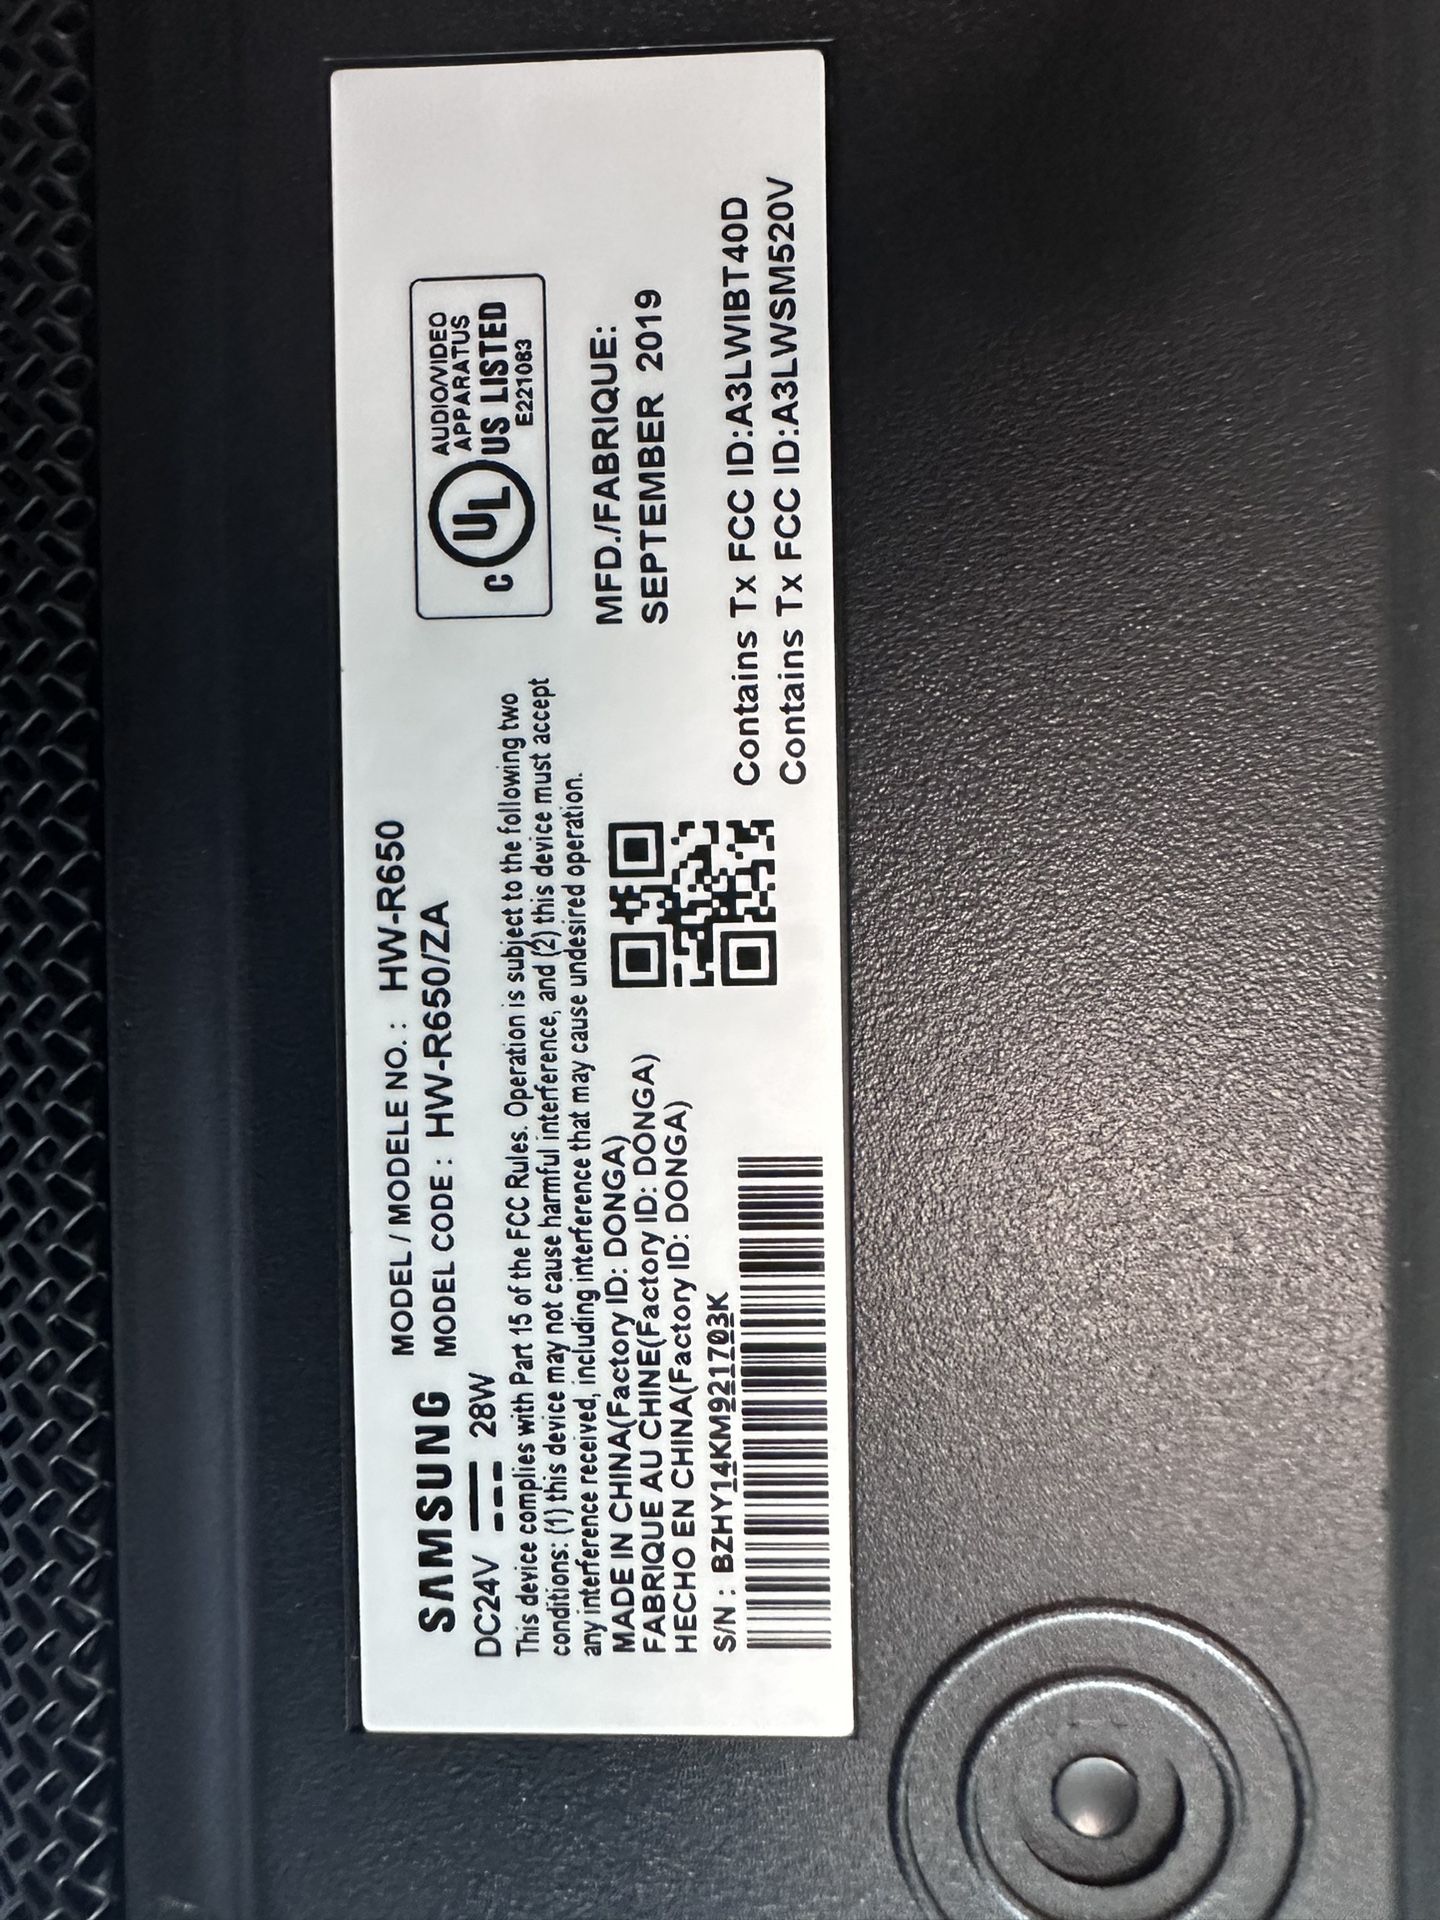 SAMSUNG
MODEL / MODELE NO. : HW-R650
MODEL CODE : HW-R650/ZA
DC24V 28W
This device complies with Part 15 of the FCC Rules. Operation is subject to the following two
conditions: (1) this device may not cause harmful interference, and (2) this device must accept
any interference received, including interference that may cause undesired operation.
MADE IN CHINA(Factory ID: DONGA)
FABRIQUE AU CHINE(Factory ID: DONGA)
HECHO EN CHINA(Factory ID: DONGA)
S/N : BZHY14KM921703K
C UL US LISTED
AUDIO/VIDEO
APPARATUS
E221083
MFD./FABRIQUE:
SEPTEMBER 2019
Contains Tx FCC ID:A3LWIBT40D
Contains Tx FCC ID:A3LWSM520V